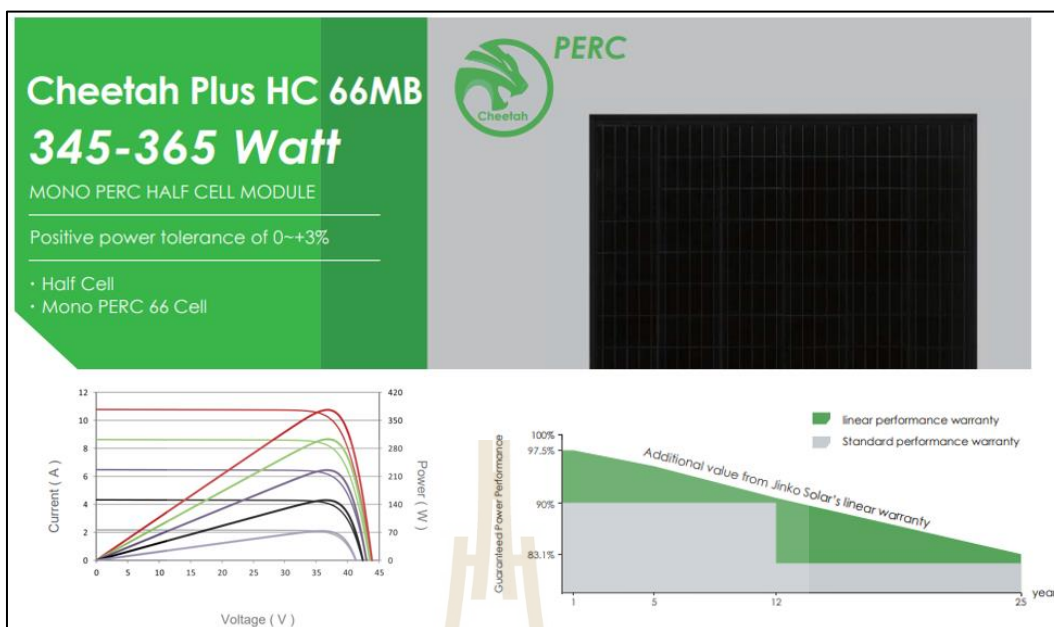 Cheetah Plus HC 66MB
345-365 Watt
MONO PERC HALF CELL MODULE
Positive power tolerance of 0~+3%
· Half Cell
· Mono PERC 66 Cell
PERC
Cheetah
12
10
8
6
4
2
0
Current ( A )
420
350
280
210
140
70
0
Power ( W )
0 5 10 15 20 25 30 35 40 45
Voltage ( V )
linear performance warranty
Standard performance warranty
Guaranteed Power Performance
100%
97.5%
90%
83.1%
Additional value from Jinko Solar's linear warranty
1 5 12 25
year